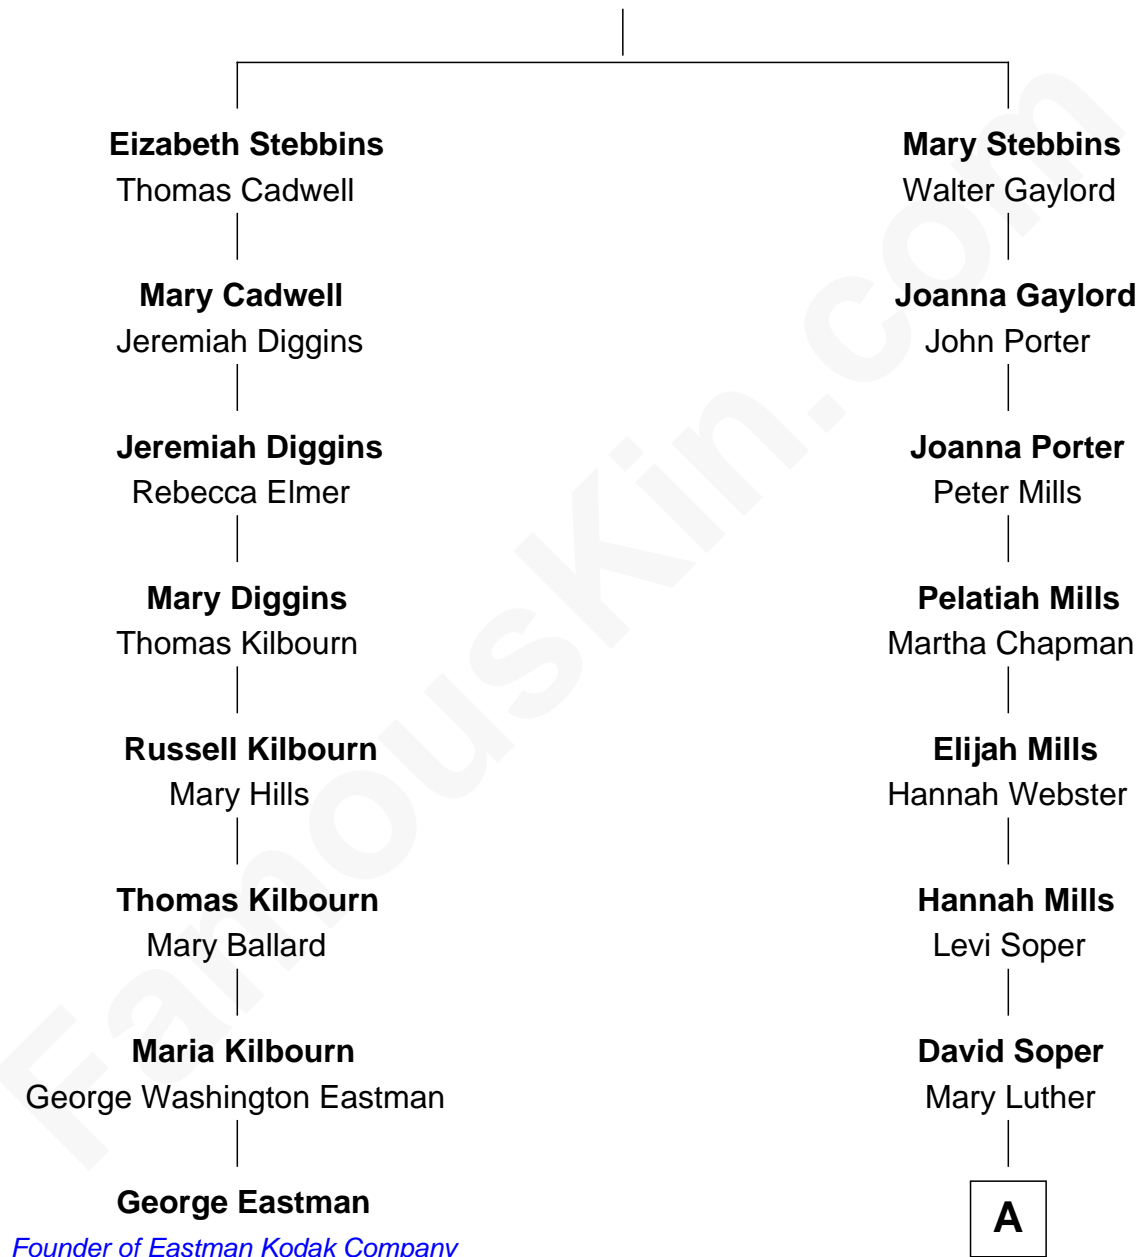 Eizabeth Stebbins
Thomas Cadwell
Mary Cadwell
Jeremiah Diggins
Jeremiah Diggins
Rebecca Elmer
Mary Diggins
Thomas Kilbourn
Russell Kilbourn
Mary Hills
Thomas Kilbourn
Mary Ballard
Maria Kilbourn
George Washington Eastman
George Eastman
Founder of Eastman Kodak Company
Mary Stebbins
Walter Gaylord
Joanna Gaylord
John Porter
Joanna Porter
Peter Mills
Pelatiah Mills
Martha Chapman
Elijah Mills
Hannah Webster
Hannah Mills
Levi Soper
David Soper
Mary Luther
A
FamousKin.com